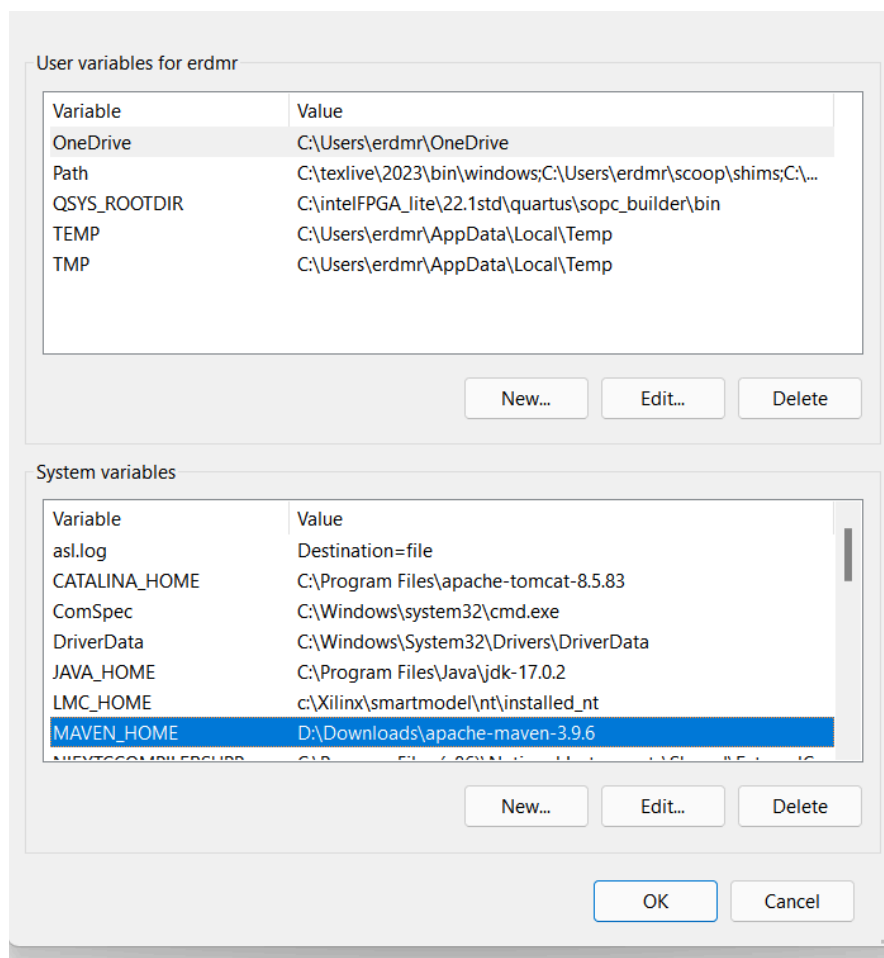 User variables for erdmr
Variable Value
OneDrive C:\Users\erdmr\OneDrive
Path C:\texlive\2023\bin\windows;C:\Users\erdmr\scoop\shims;C:\...
QSYS_ROOTDIR C:\intelFPGA_lite\22.1std\quartus\sopc_builder\bin
TEMP C:\Users\erdmr\AppData\Local\Temp
TMP C:\Users\erdmr\AppData\Local\Temp
New... Edit... Delete
System variables
Variable Value
asl.log Destination=file
CATALINA_HOME C:\Program Files\apache-tomcat-8.5.83
ComSpec C:\Windows\system32\cmd.exe
DriverData C:\Windows\System32\Drivers\DriverData
JAVA_HOME C:\Program Files\Java\jdk-17.0.2
LMC_HOME c:\Xilinx\smartmodel\nt\installed_nt
MAVEN_HOME D:\Downloads\apache-maven-3.9.6
New... Edit... Delete
OK Cancel